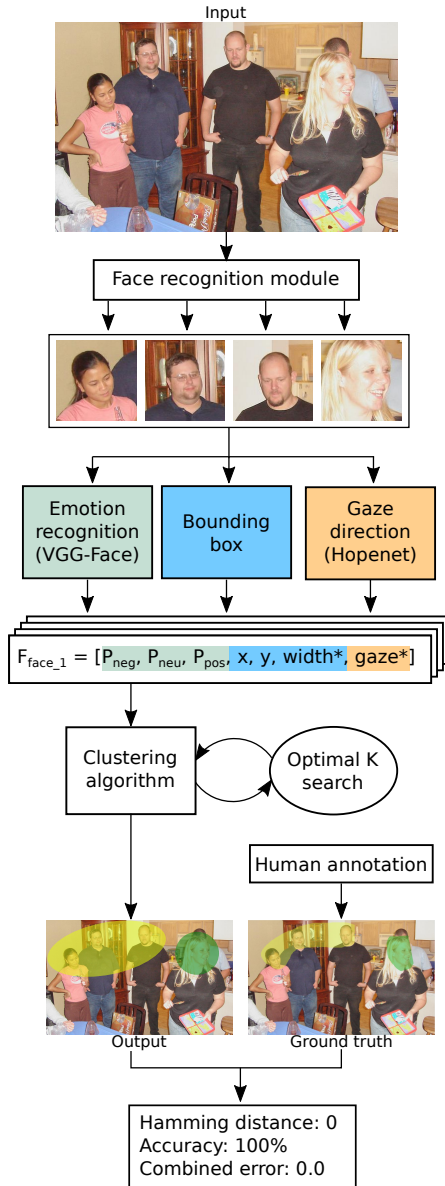 Input
Face recognition module
Emotion
recognition
(VGG-Face)
Bounding
box
Gaze
direction
(Hopenet)
F_face_1 = [P_neg, P_neu, P_pos, x, y, width*, gaze*]
Clustering
algorithm
Optimal K
search
Human annotation
Output
Ground truth
Hamming distance: 0
Accuracy: 100%
Combined error: 0.0